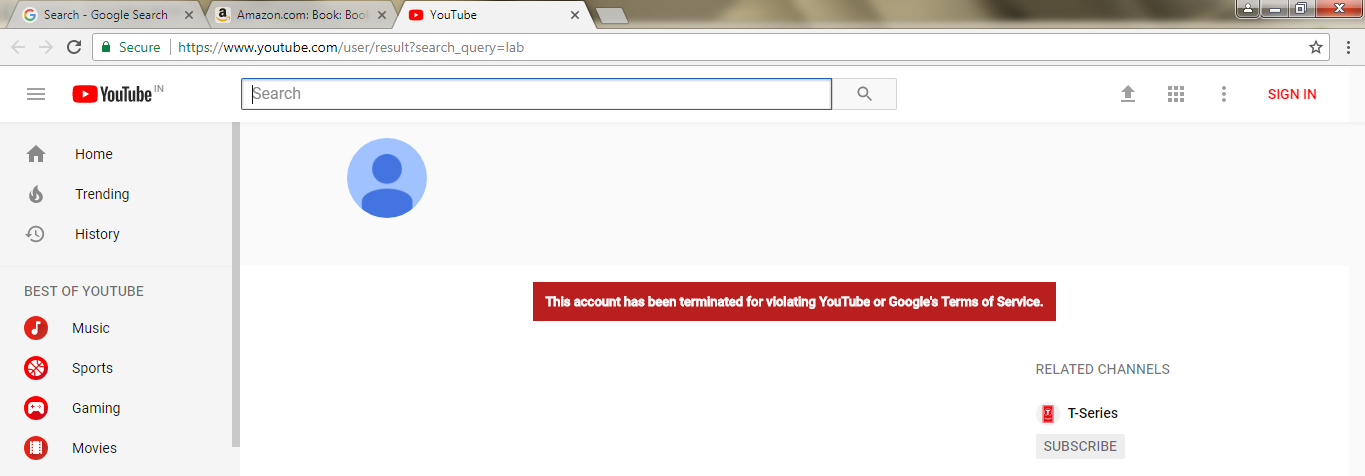 Search - Google Search
Amazon.com: Book: Book
YouTube
Secure
https://www.youtube.com/user/result?search_query=lab
YouTube IN
Search
SIGN IN
Home
Trending
History
BEST OF YOUTUBE
Music
Sports
Gaming
Movies
This account has been terminated for violating YouTube or Google's Terms of Service.
RELATED CHANNELS
T-Series
SUBSCRIBE